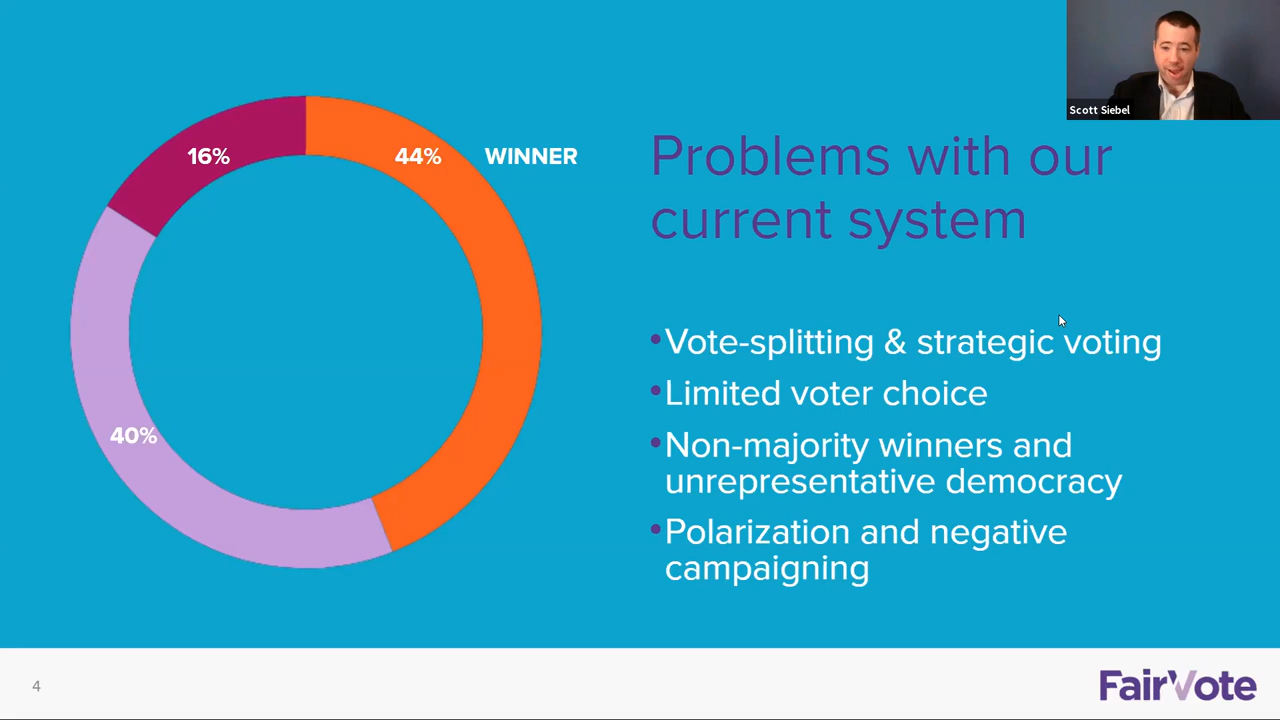 Scott Siebel
16%
44%
WINNER
40%
Problems with our
current system
•Vote-splitting & strategic voting
•Limited voter choice
•Non-majority winners and
unrepresentative democracy
•Polarization and negative
campaigning
4
FairVote